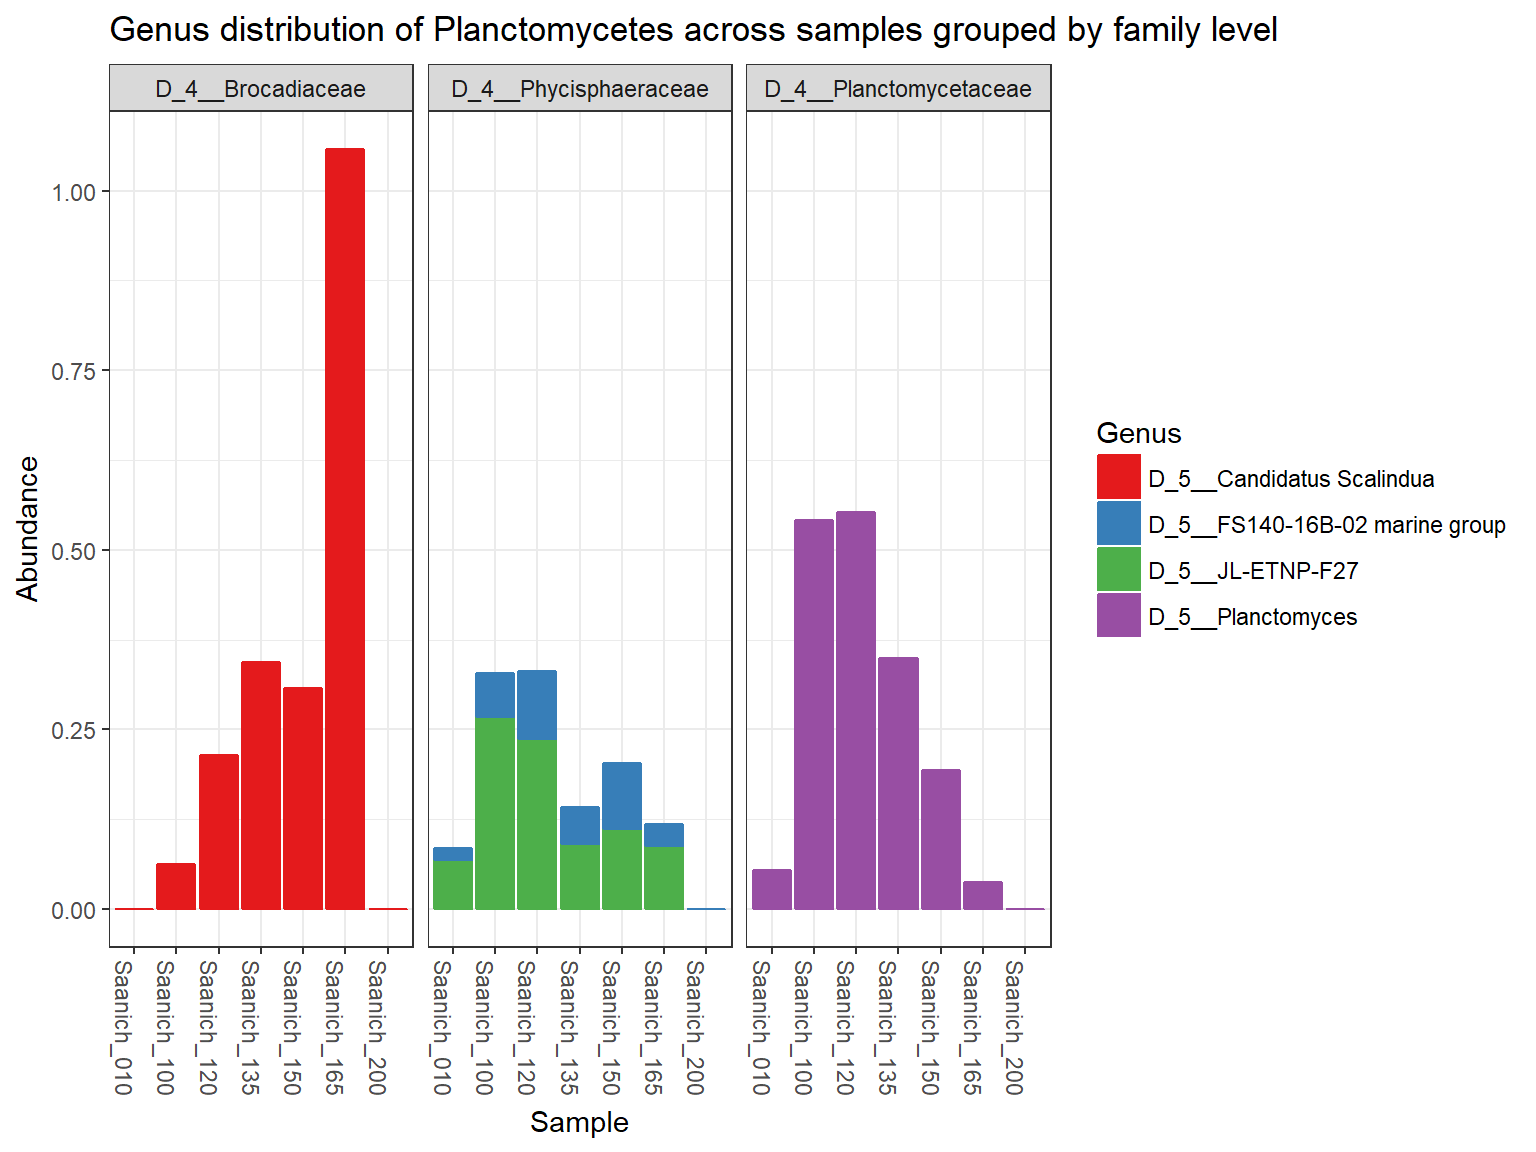 Genus distribution of Planctomycetes across samples grouped by family level
D_4__Brocadiaceae
D_4__Phycisphaeraceae
D_4__Planctomycetaceae
Abundance
1.00
0.75
0.50
0.25
0.00
Saanich_010
Saanich_100
Saanich_120
Saanich_135
Saanich_150
Saanich_165
Saanich_200
Saanich_010
Saanich_100
Saanich_120
Saanich_135
Saanich_150
Saanich_165
Saanich_200
Saanich_010
Saanich_100
Saanich_120
Saanich_135
Saanich_150
Saanich_165
Saanich_200
Sample
Genus
D_5__Candidatus Scalindua
D_5__FS140-16B-02 marine group
D_5__JL-ETNP-F27
D_5__Planctomyces